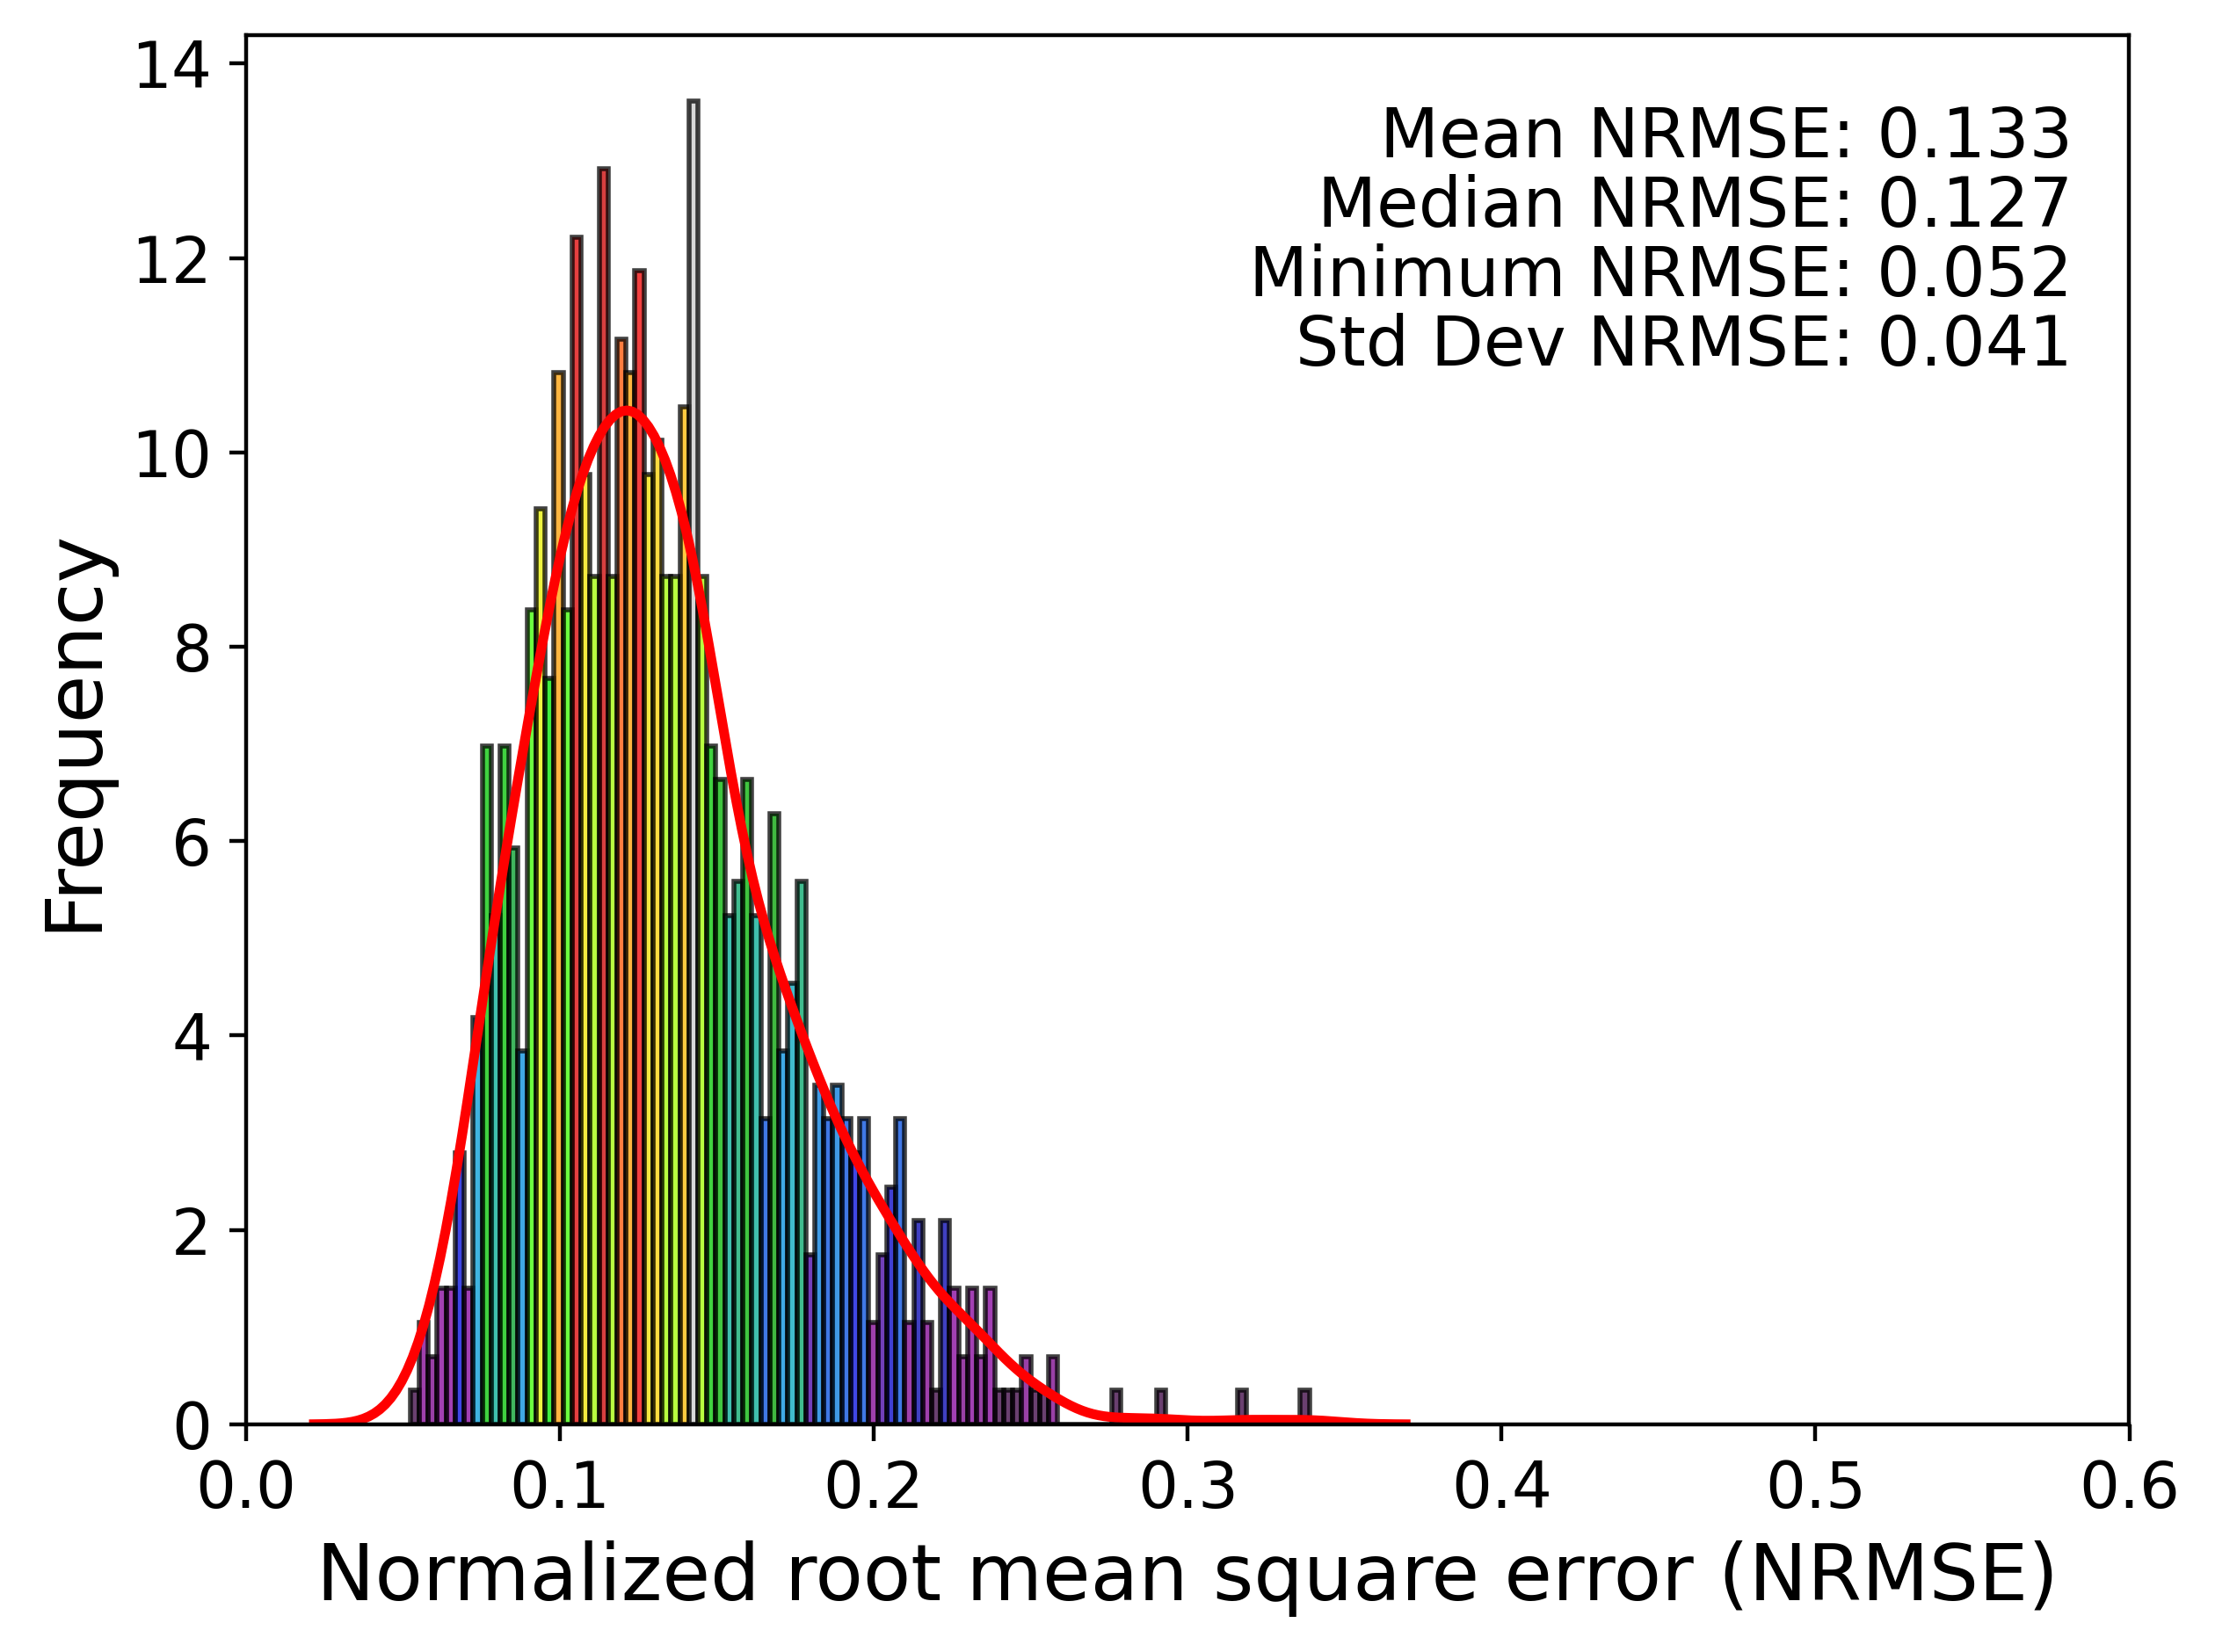 14
12
10
8
6
4
2
0
Frequency
Mean NRMSE: 0.133
Median NRMSE: 0.127
Minimum NRMSE: 0.052
Std Dev NRMSE: 0.041
0.0 0.1 0.2 0.3 0.4 0.5 0.6
Normalized root mean square error (NRMSE)